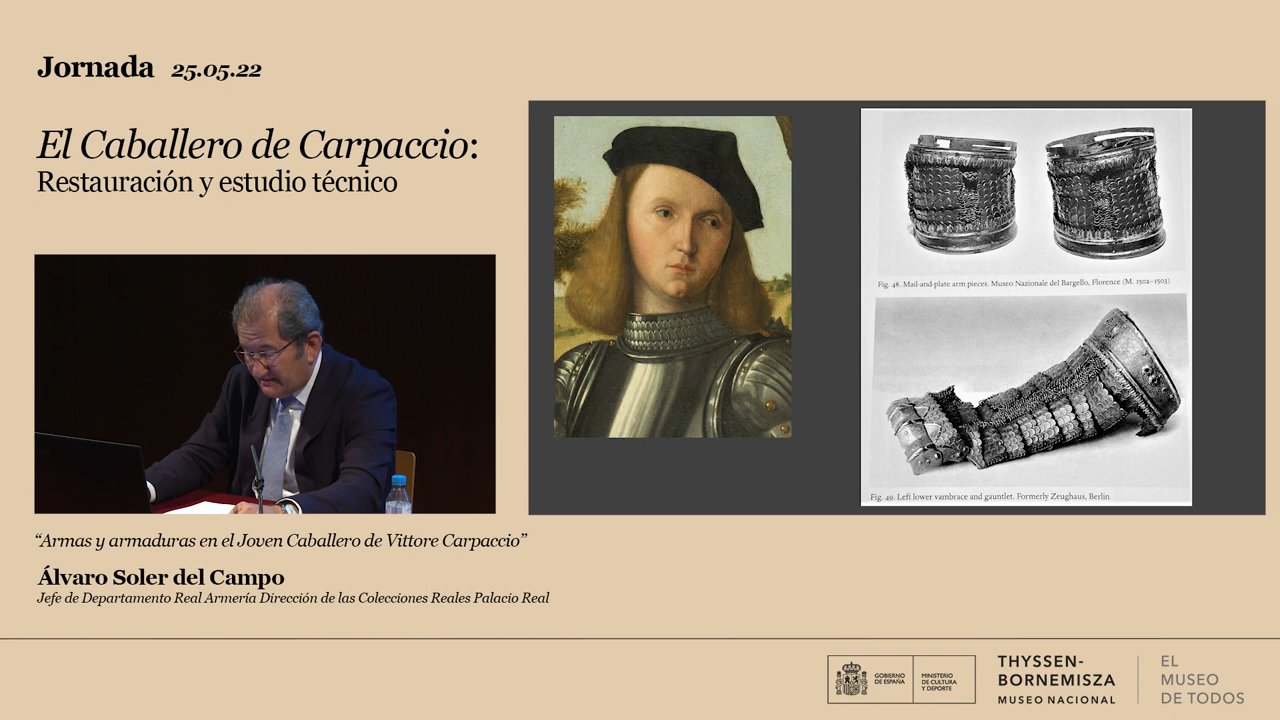 Jornada 25.05.22
El Caballero de Carpaccio:
Restauración y estudio técnico
Fig. 48. Mail-and-plate arm pieces. Museo Nazionale del Bargello, Florence (M. 1502–1503)
Fig. 49. Left lower vambrace and gauntlet. Formerly Zeughaus, Berlin
“Armas y armaduras en el Joven Caballero de Vittore Carpaccio”
Álvaro Soler del Campo
Jefe de Departamento Real Armería Dirección de las Colecciones Reales Palacio Real
GOBIERNO
DE ESPAÑA
MINISTERIO
DE CULTURA
Y DEPORTE
THYSSEN-
BORNEMISZA
MUSEO NACIONAL
EL
MUSEO
DE TODOS